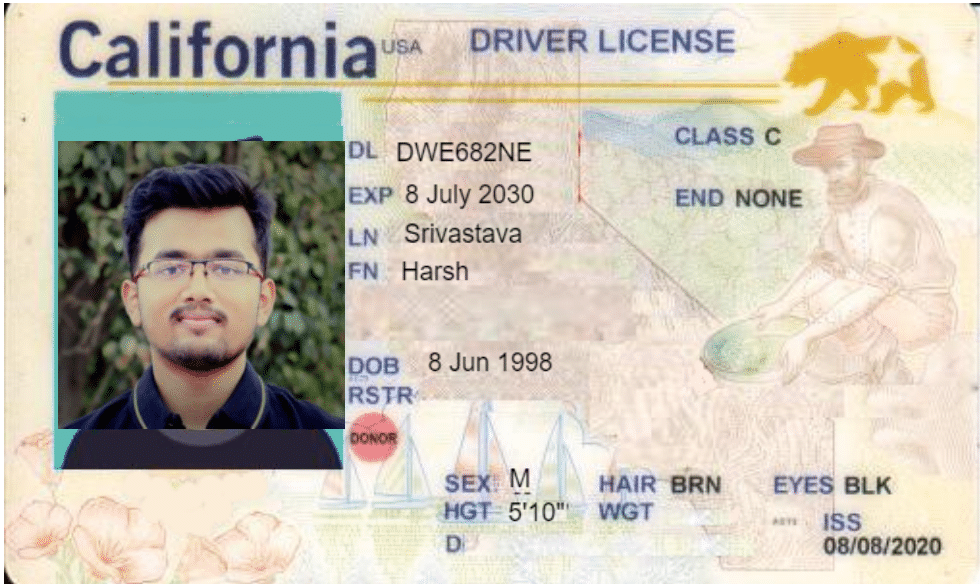 California USA DRIVER LICENSE
DL DWE682NE CLASS C
EXP 8 July 2030 END NONE
LN Srivastava
FN Harsh
DOB 8 Jun 1998
RSTR
DONOR
SEX M HAIR BRN EYES BLK
HGT 5'10" WGT
ISS
08/08/2020